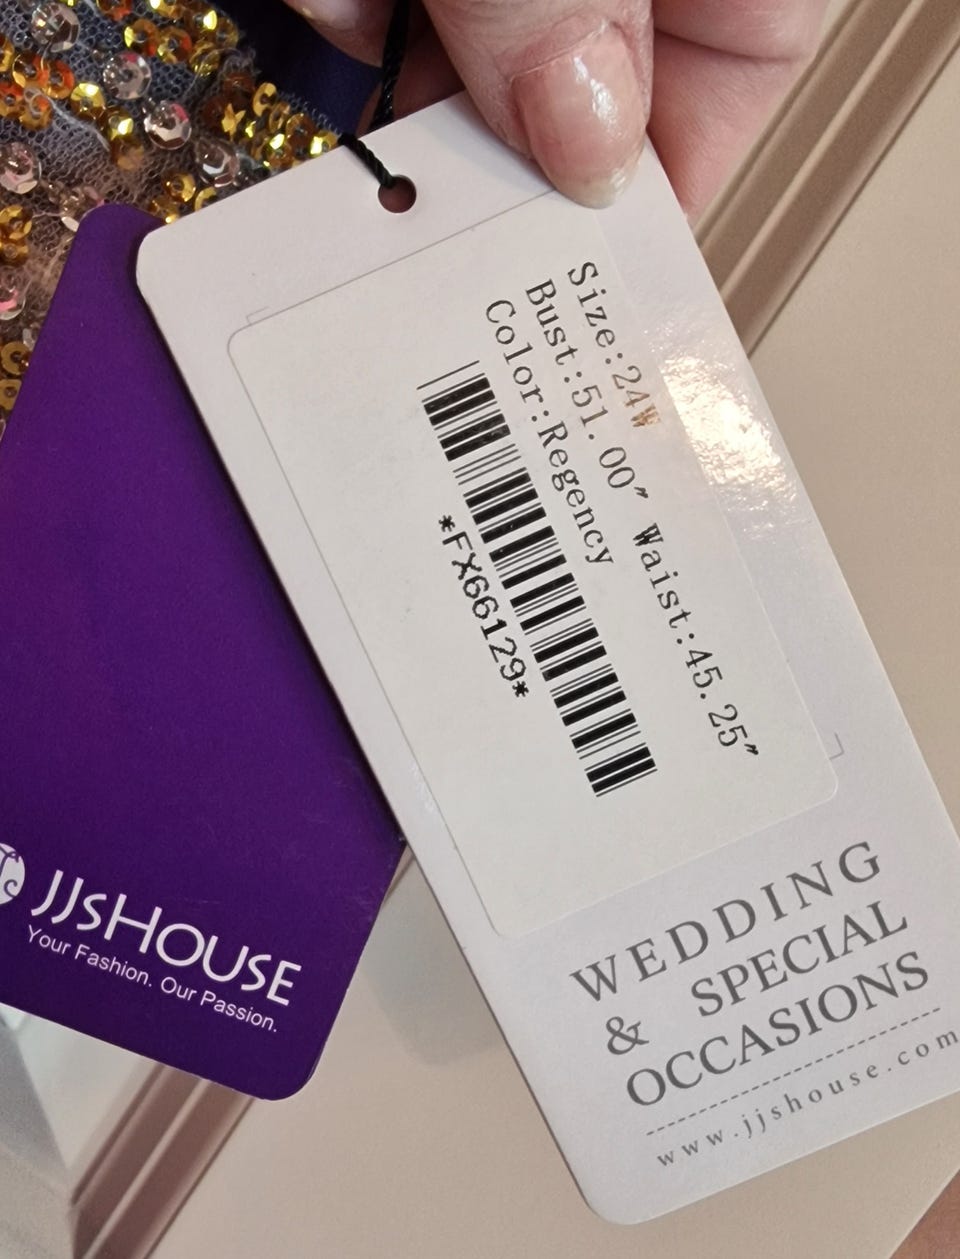 Size:24W
Bust:51.00″ Waist:45.25″
Color:Regency
*FX66129*
WEDDING
& SPECIAL
OCCASIONS
www.jjshouse.com
JJsHOUSE
Your Fashion. Our Passion.